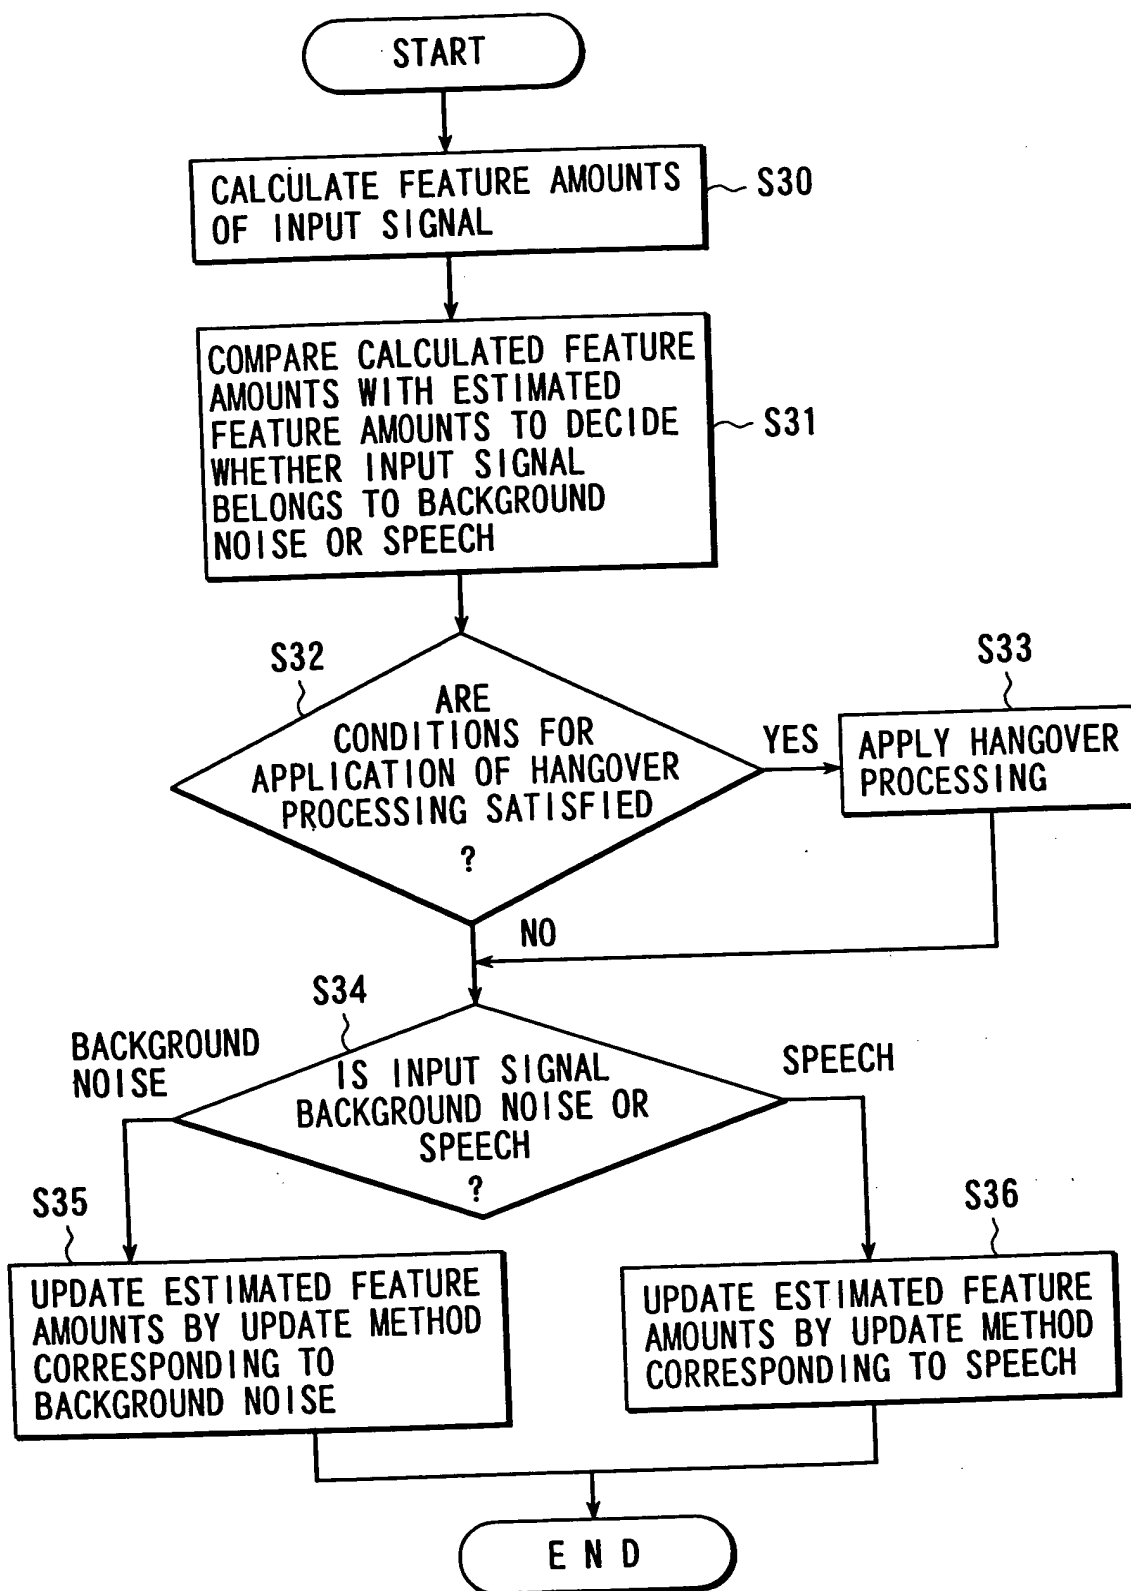 START
CALCULATE FEATURE AMOUNTS
OF INPUT SIGNAL
S30
COMPARE CALCULATED FEATURE
AMOUNTS WITH ESTIMATED
FEATURE AMOUNTS TO DECIDE
WHETHER INPUT SIGNAL
BELONGS TO BACKGROUND
NOISE OR SPEECH
S31
S32
ARE
CONDITIONS FOR
APPLICATION OF HANGOVER
PROCESSING SATISFIED
?
YES
S33
APPLY HANGOVER
PROCESSING
NO
S34
BACKGROUND
NOISE
IS INPUT SIGNAL
BACKGROUND NOISE OR
SPEECH
?
SPEECH
S35
UPDATE ESTIMATED FEATURE
AMOUNTS BY UPDATE METHOD
CORRESPONDING TO
BACKGROUND NOISE
S36
UPDATE ESTIMATED FEATURE
AMOUNTS BY UPDATE METHOD
CORRESPONDING TO SPEECH
END